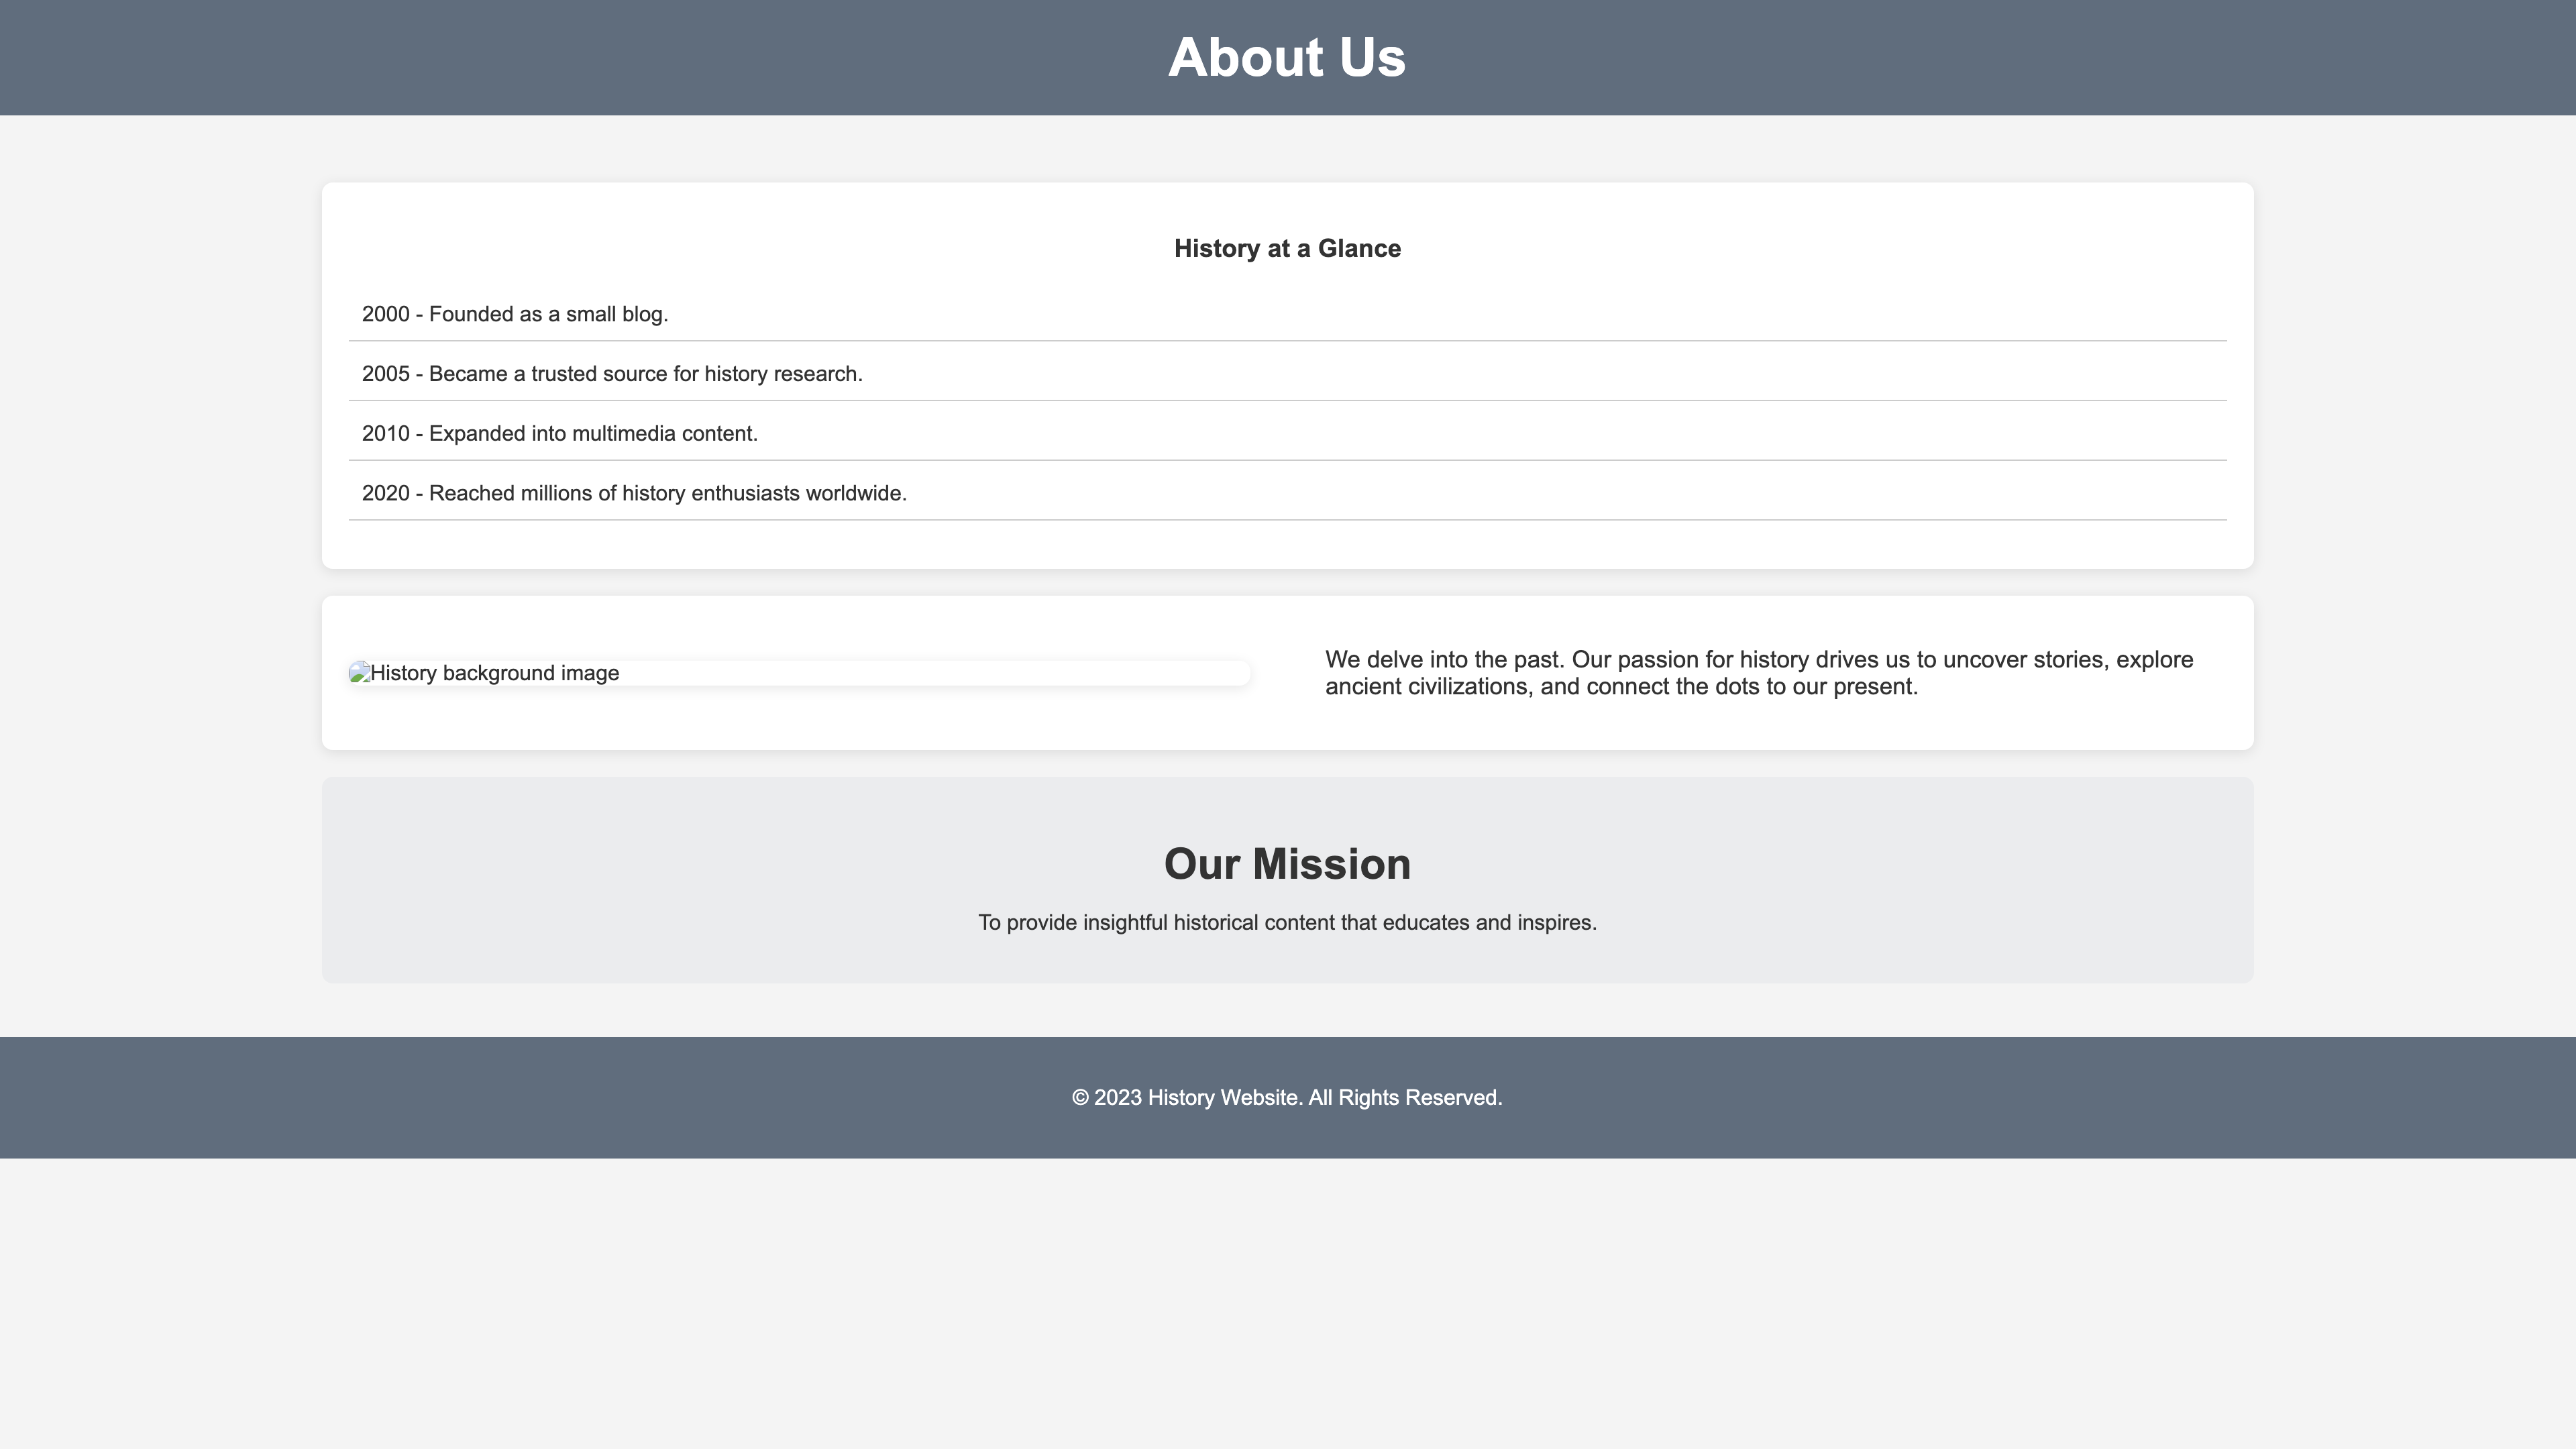 About Us
History at a Glance
2000 - Founded as a small blog.
2005 - Became a trusted source for history research.
2010 - Expanded into multimedia content.
2020 - Reached millions of history enthusiasts worldwide.
History background image
We delve into the past. Our passion for history drives us to uncover stories, explore
ancient civilizations, and connect the dots to our present.
Our Mission
To provide insightful historical content that educates and inspires.
© 2023 History Website. All Rights Reserved.